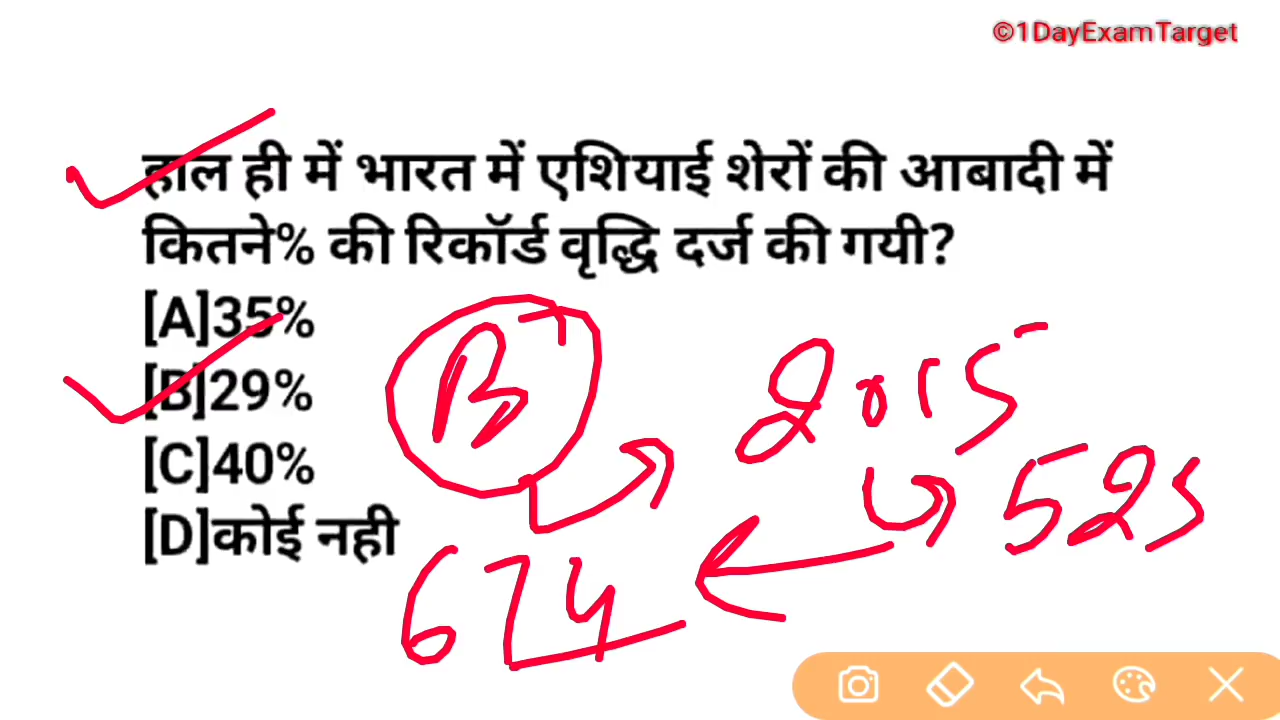 ©1DayExamTarget
हाल ही में भारत में एशियाई शेरों की आबादी में
कितने% की रिकॉर्ड वृद्धि दर्ज की गयी?
[A]35%
[B]29%
[C]40%
[D]कोई नही
B
2015
523
674